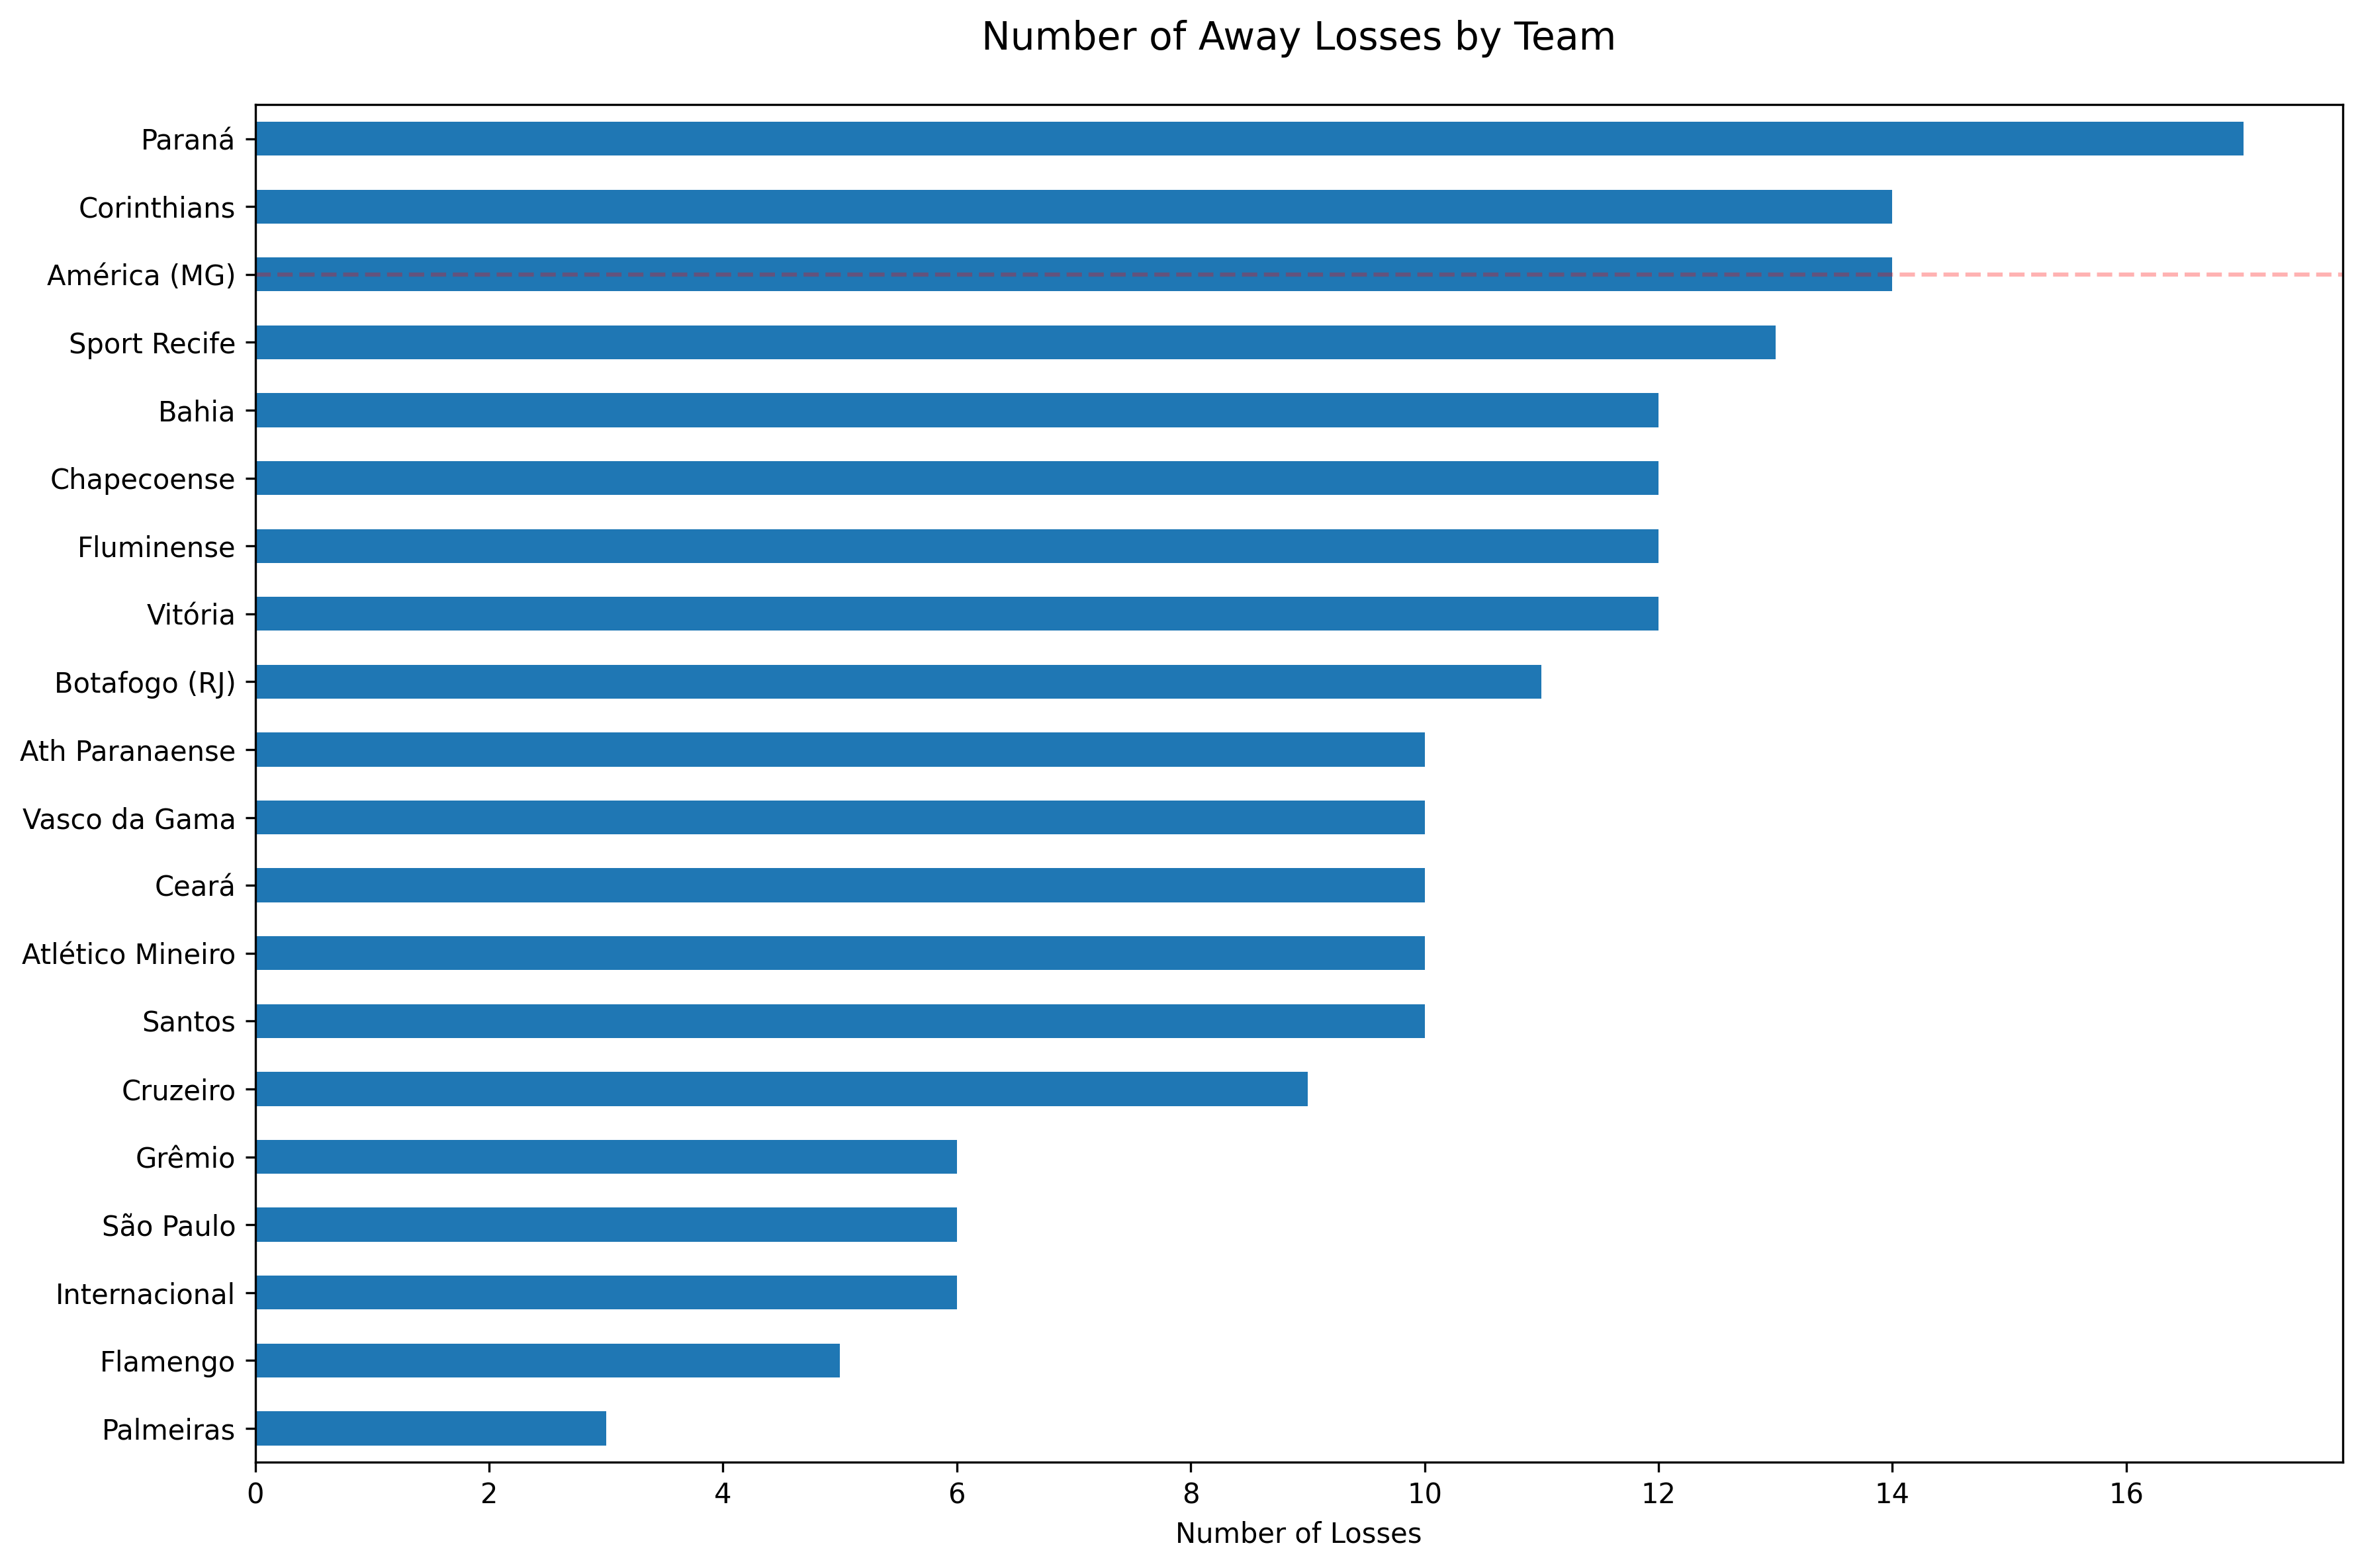 Number of Away Losses by Team
Paraná
Corinthians
América (MG)
Sport Recife
Bahia
Chapecoense
Fluminense
Vitória
Botafogo (RJ)
Ath Paranaense
Vasco da Gama
Ceará
Atlético Mineiro
Santos
Cruzeiro
Grêmio
São Paulo
Internacional
Flamengo
Palmeiras
0 2 4 6 8 10 12 14 16
Number of Losses